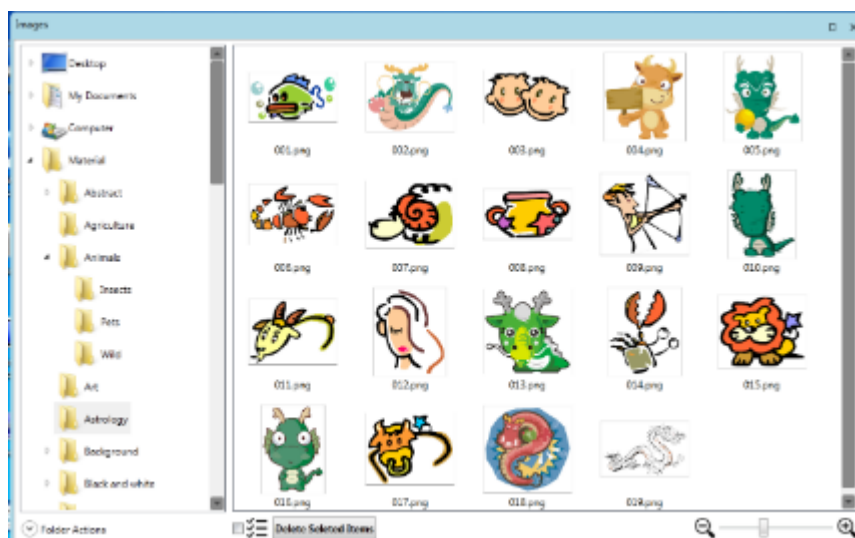 Images
Desktop
My Documents
Computer
Material
Abstract
Agriculture
Animals
Insects
Pets
Wild
Art
Astrology
Background
Black and white
Folder Actions
001.png
002.png
003.png
004.png
005.png
006.png
007.png
008.png
009.png
010.png
011.png
012.png
013.png
014.png
015.png
016.png
017.png
018.png
019.png
Delete Seleted Items